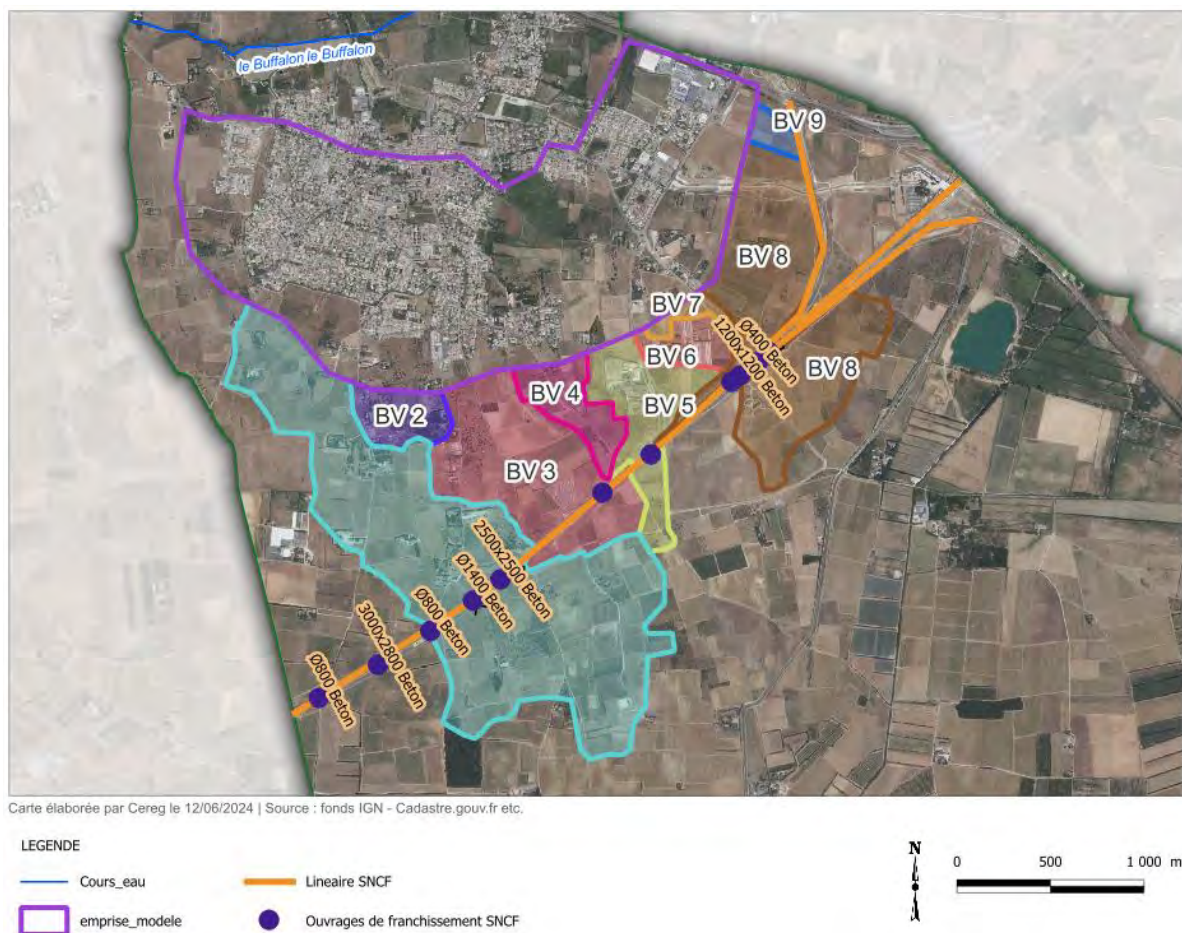 le Buffalon le Buffalon
BV 9
BV 8
BV 7
Ø400 Beton
1200x1200 Beton
BV 6
BV 8
BV 4
BV 2
BV 5
BV 3
2500x2500 Beton
Ø1400 Beton
Ø800 Beton
3000x2800 Beton
Ø800 Beton
Carte élaborée par Cereg le 12/06/2024 | Source : fonds IGN - Cadastre.gouv.fr etc.
LEGENDE
N
0 500 1 000 m
Cours_eau
Lineaire SNCF
emprise_modele
Ouvrages de franchissement SNCF